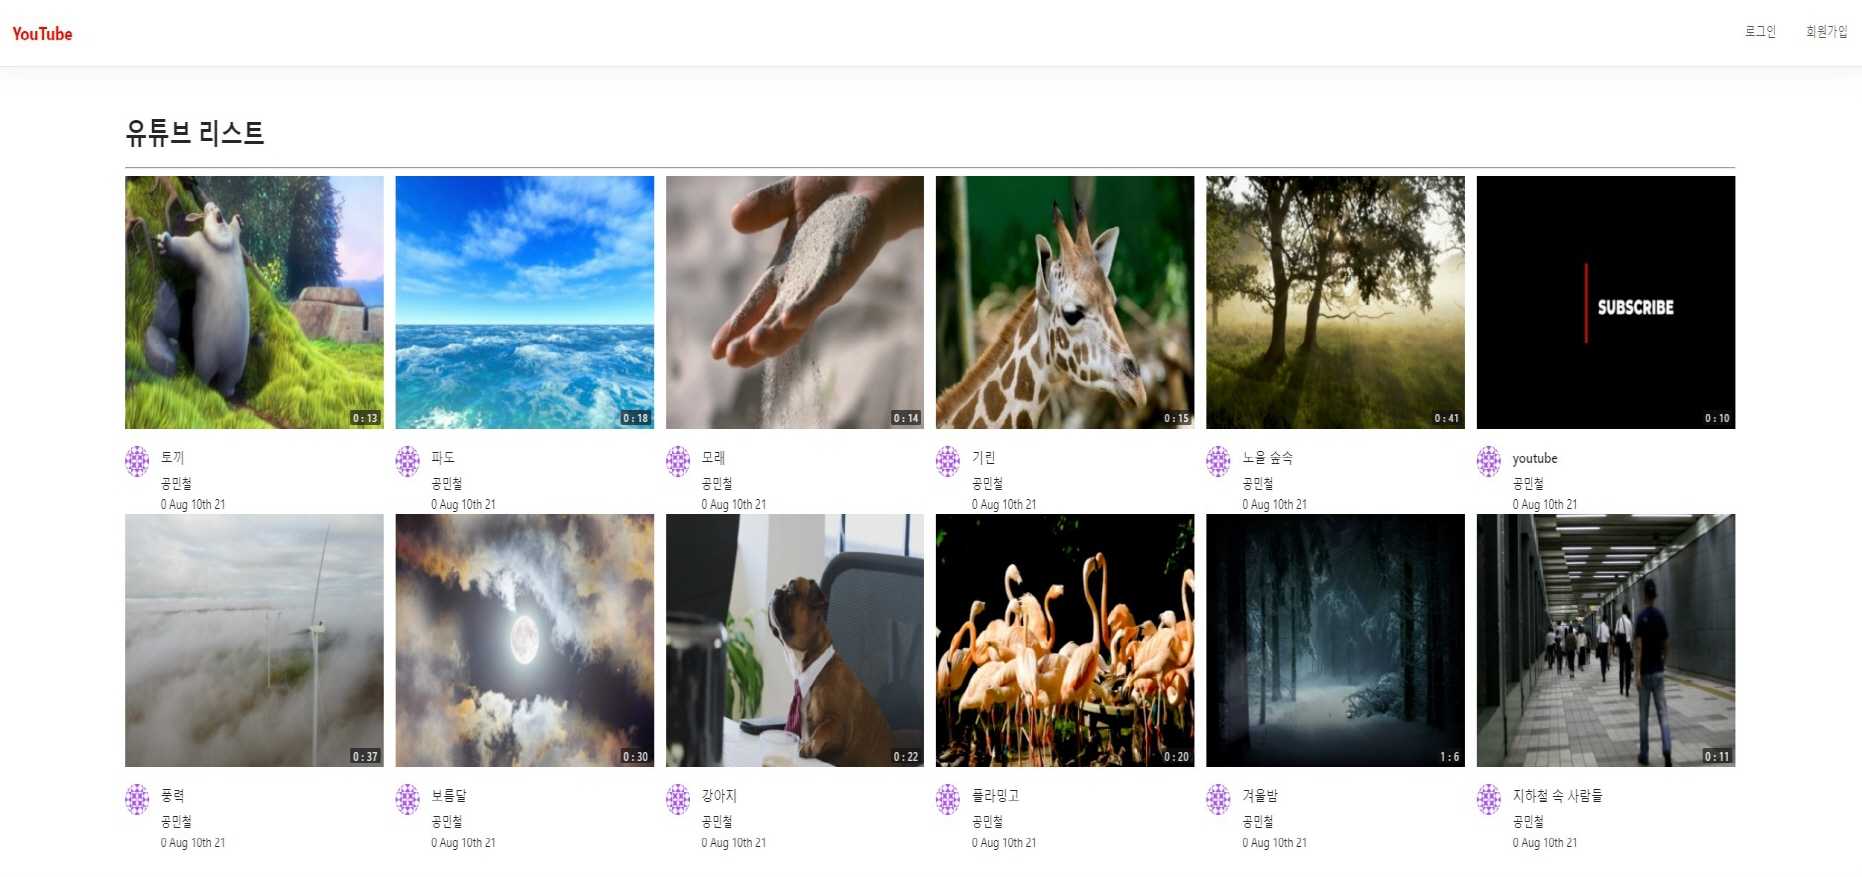 YouTube
로그인 회원가입
유튜브 리스트
0 : 13
0 : 18
0 : 14
0 : 15
0 : 41
SUBSCRIBE
0 : 10
토끼
공민철
0 Aug 10th 21
파도
공민철
0 Aug 10th 21
모래
공민철
0 Aug 10th 21
기린
공민철
0 Aug 10th 21
노을 숲속
공민철
0 Aug 10th 21
youtube
공민철
0 Aug 10th 21
0 : 37
0 : 30
0 : 22
0 : 20
1 : 6
0 : 11
풍력
공민철
0 Aug 10th 21
보름달
공민철
0 Aug 10th 21
강아지
공민철
0 Aug 10th 21
플라밍고
공민철
0 Aug 10th 21
겨울밤
공민철
0 Aug 10th 21
지하철 속 사람들
공민철
0 Aug 10th 21